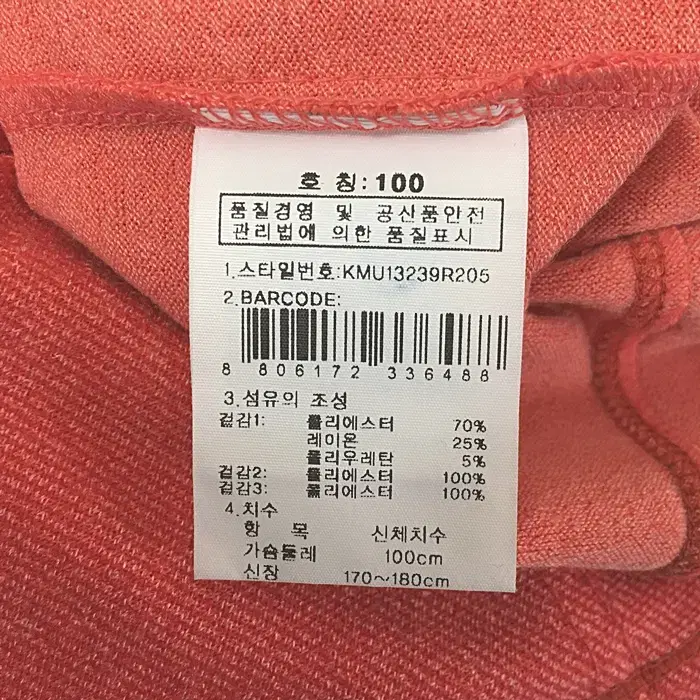 호 칭: 100
품질경영 및 공산품안전
관리법에 의한 품질표시
1.스타일번호:KMU13239R205
2.BARCODE:
8 806172 336488
3.섬유의 조성
겉감1: 폴리에스터 70%
레이온 25%
폴리우레탄 5%
겉감2: 폴리에스터 100%
겉감3: 폴리에스터 100%
4.치수
항 목 신체치수
가슴둘레 100cm
신장 170~180cm